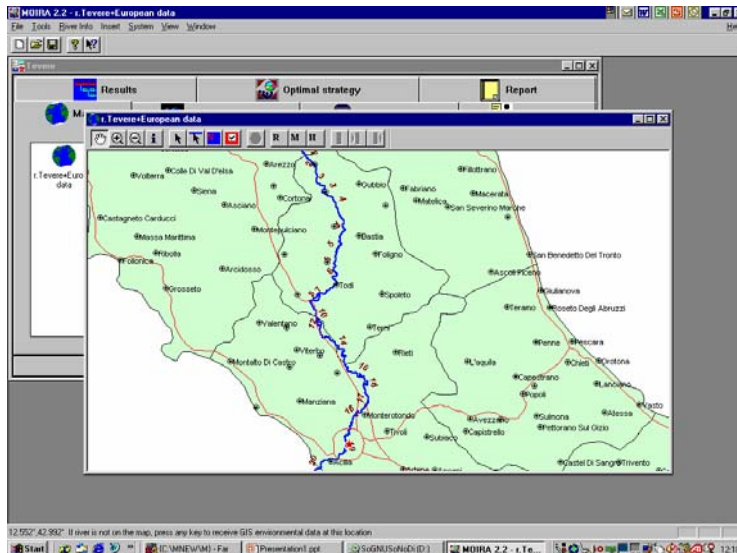 MOIRA 2.2 - r.Tevere+European data
File Tools River Info Insert System View Window
Tevere
Results Optimal strategy Report
r.Tevere+European data
R M H
Arezzo
Colle Di Val D'elsa
Volterra
Siena
Cortona
Gubbio
Fabriano
Filottrano
Matelica
Macerata
San Severino Marche
Asciano
Castagneto Carducci
Montepulciano
Massa Marittima
Bastia
Foligno
Ribolla
Follonica
Arcidosso
San Benedetto Del Tronto
Ascoli Piceno
Grosseto
Todi
Spoleto
Giulianova
Teramo
Roseto Degli Abruzzi
Valentano
Terni
Viterbo
Rieti
Penne
Pescara
Montalto Di Castro
L'aquila
Chieti
Ortona
Capestrano
Popoli
Lanciano
Manziana
Monterotondo
Avezzano
Sulmona
Atessa
Vasto
Tivoli
Subiaco
Capistrello
Pettorano Sul Gizio
Acilia
Castel Di Sangro
Trivento
12.552°,42.992° If river is not on the map, press any key to receive GIS environmental data at this location
Start Presentation1.ppt SoGNUSoNoDi (D:) MOIRA 2.2 - r.Te...